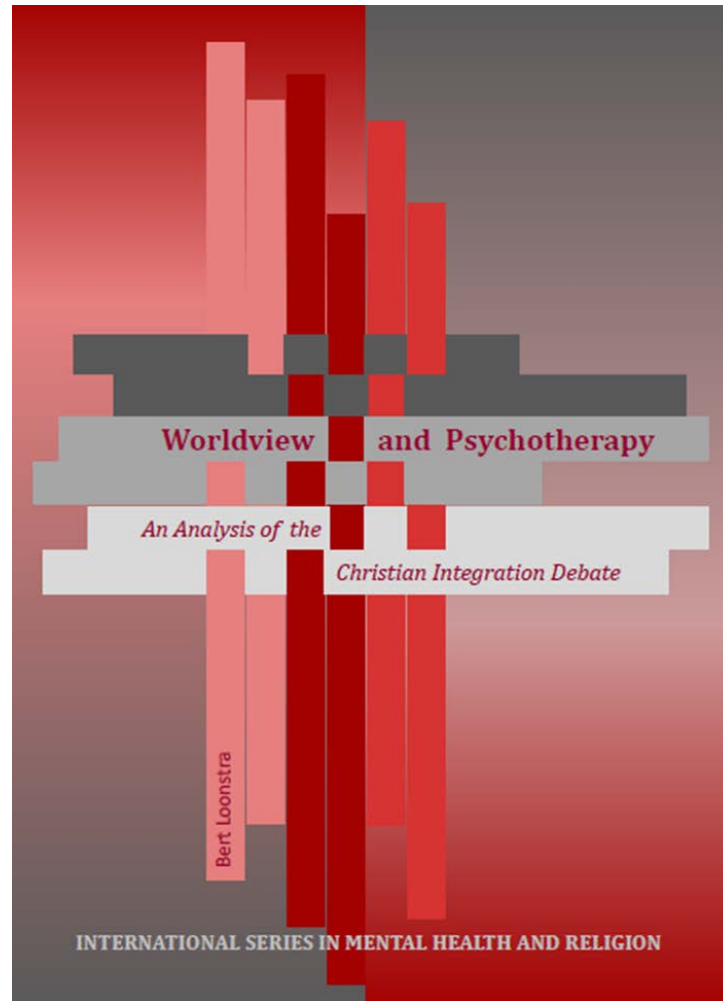 Worldview and Psychotherapy
An Analysis of the
Christian Integration Debate
Bert Loonstra
INTERNATIONAL SERIES IN MENTAL HEALTH AND RELIGION